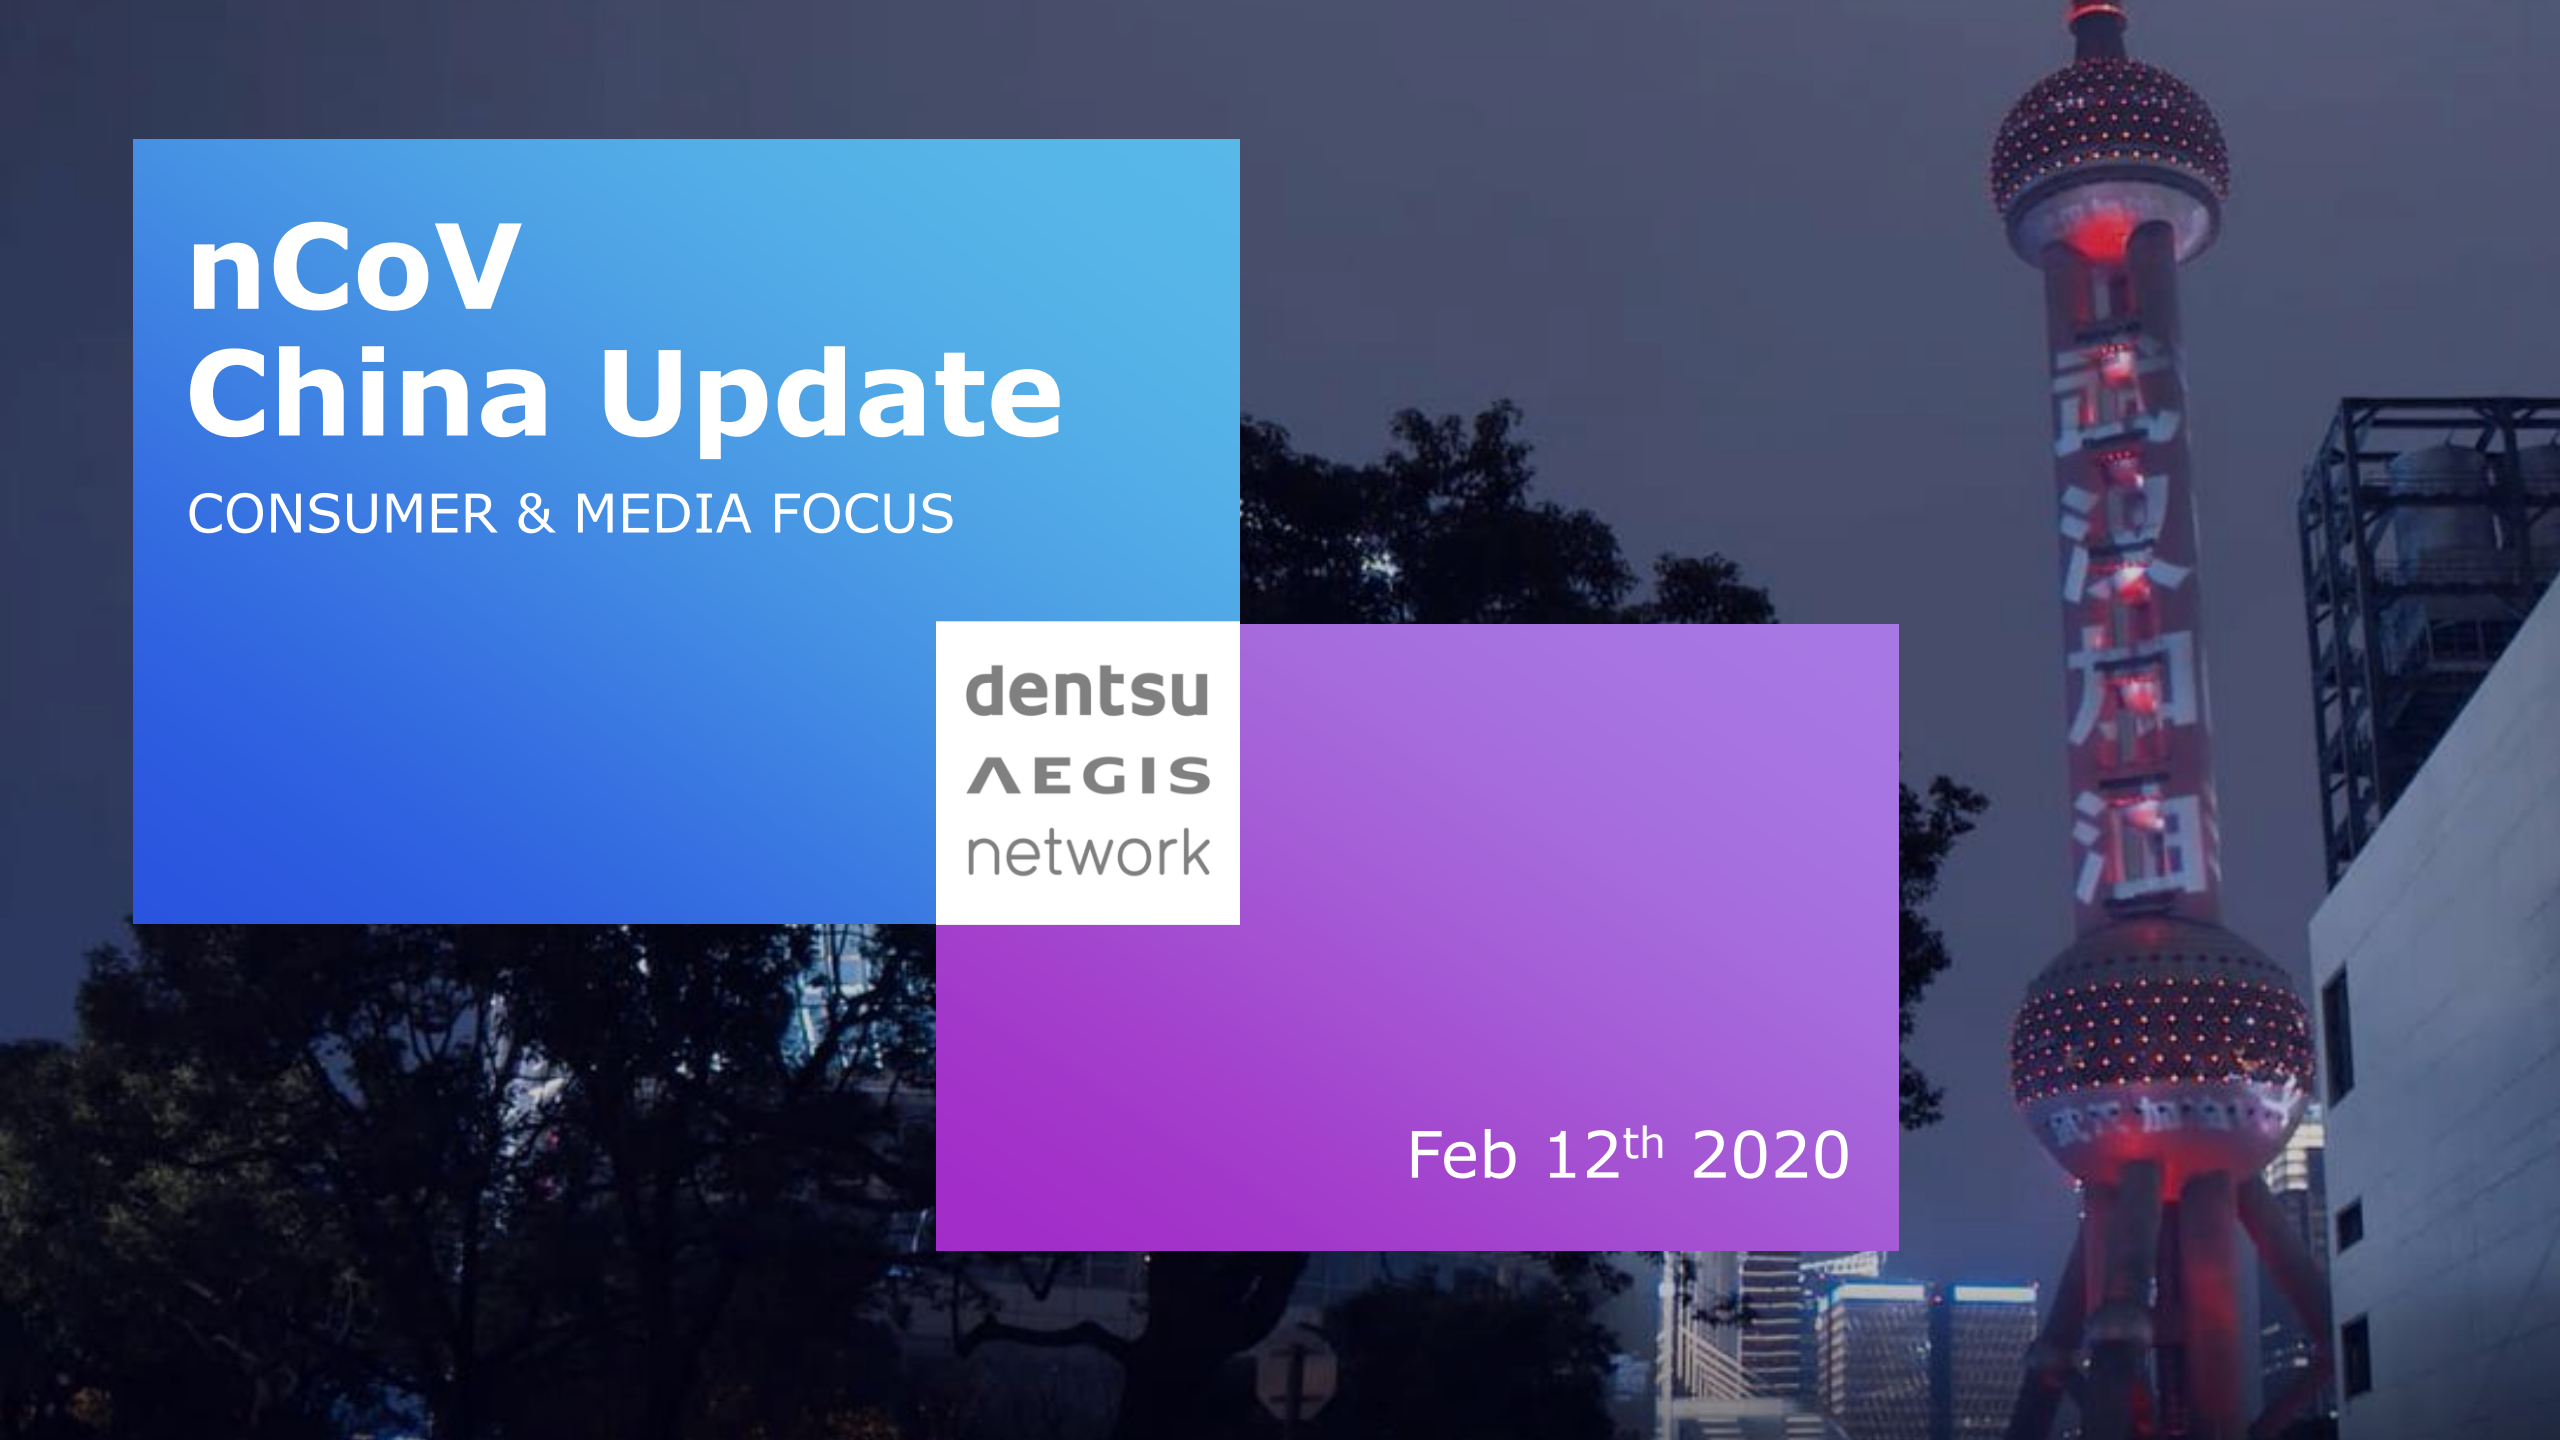 nCoV
China Update
CONSUMER & MEDIA FOCUS
dentsu
AEGIS
network
Feb 12th 2020
武
汉
加
油